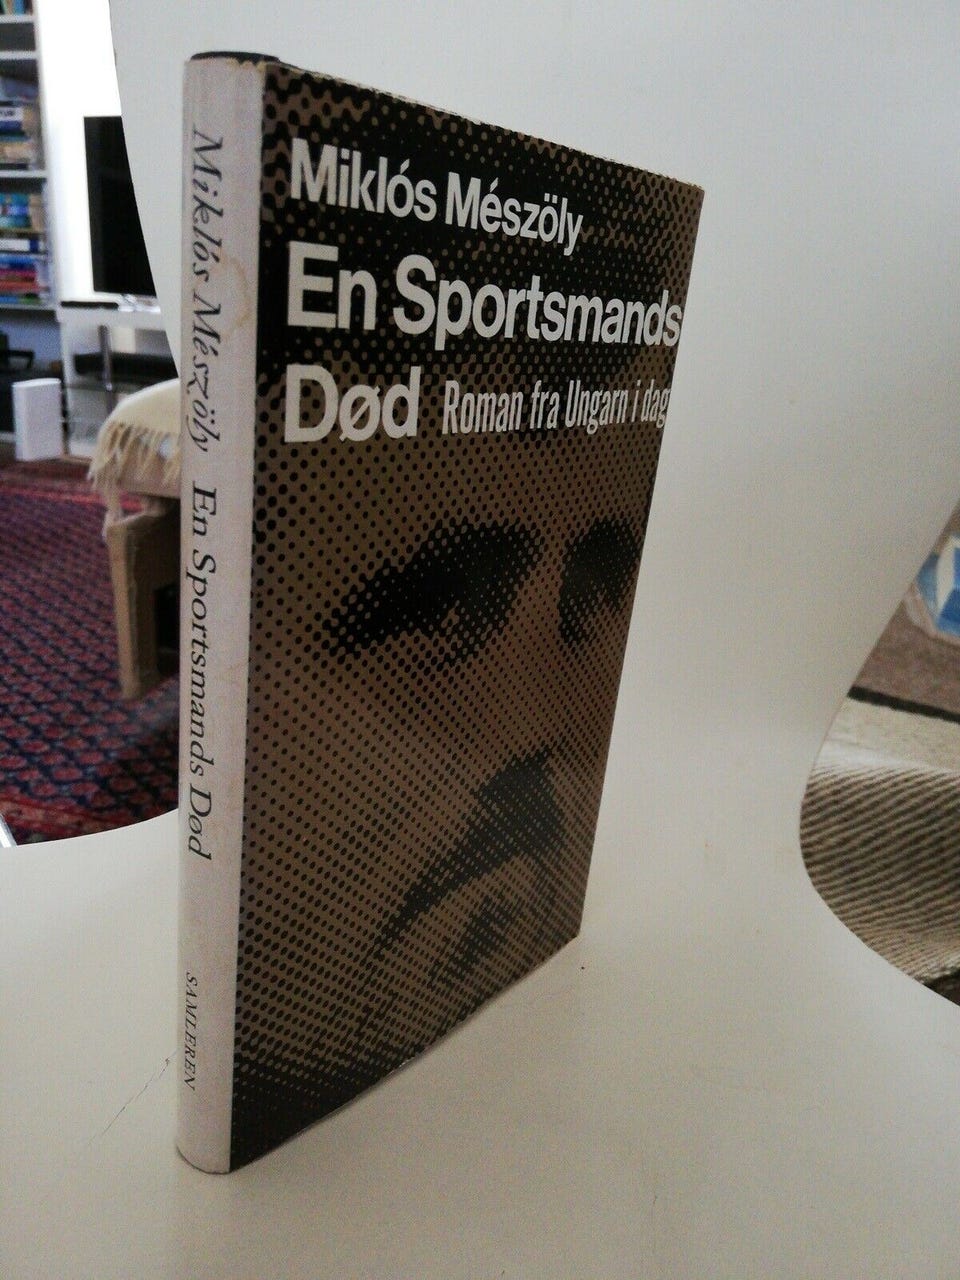 Miklós Mészöly
En Sportsmands
Død Roman fra Ungarn i dag
Miklós Mészöly En Sportsmands Død SAMLEREN